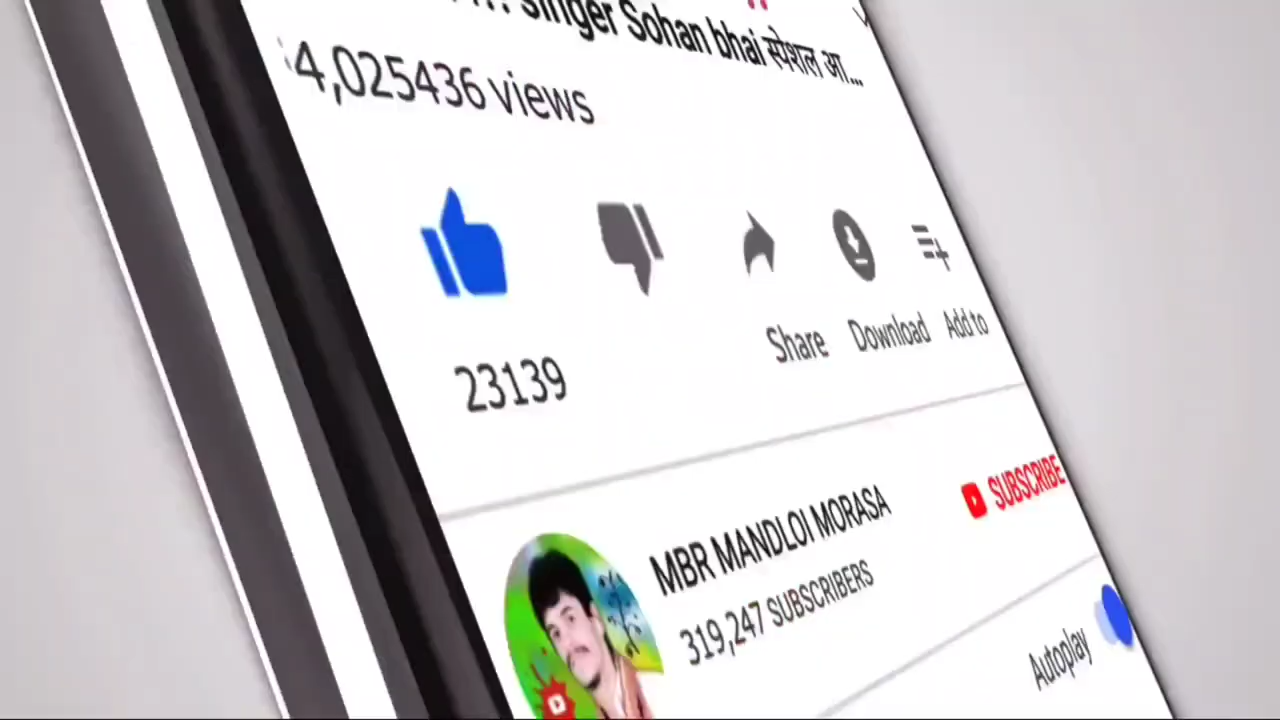 singer Sohan bhai स्पेशल आ...
4,025436 views
23139
Share Download Add to
MBR MANDLOI MORASA
SUBSCRIBE
319,247 SUBSCRIBERS
Autoplay